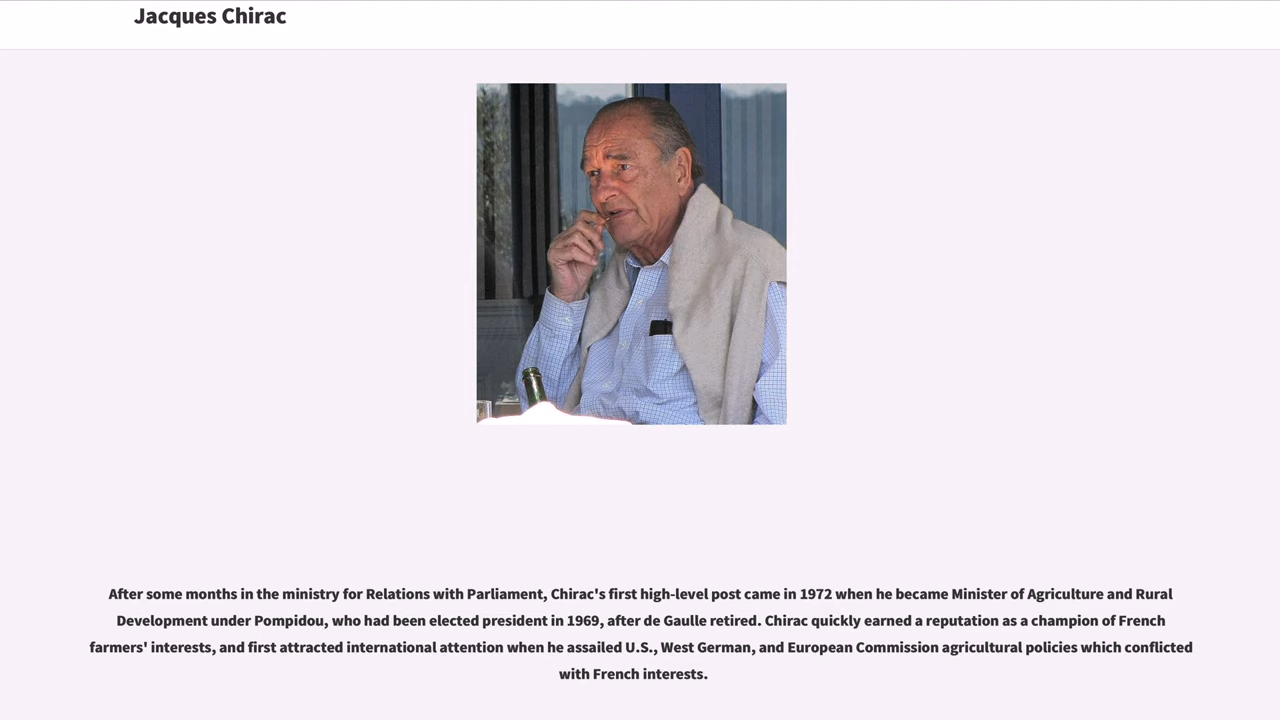 Jacques Chirac
After some months in the ministry for Relations with Parliament, Chirac's first high-level post came in 1972 when he became Minister of Agriculture and Rural
Development under Pompidou, who had been elected president in 1969, after de Gaulle retired. Chirac quickly earned a reputation as a champion of French
farmers' interests, and first attracted international attention when he assailed U.S., West German, and European Commission agricultural policies which conflicted
with French interests.